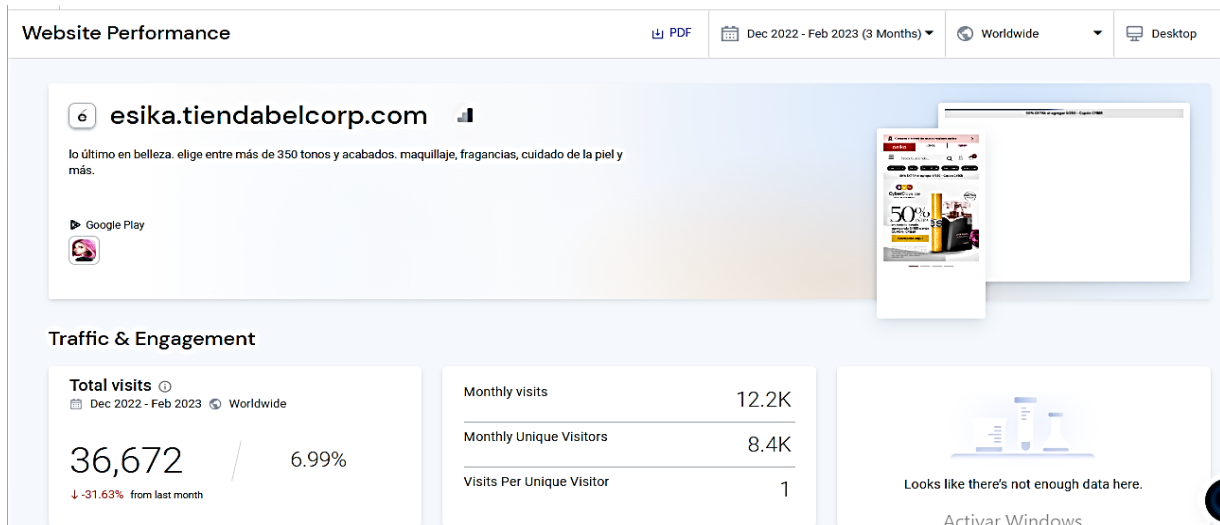 Website Performance
PDF
Dec 2022 - Feb 2023 (3 Months)
Worldwide
Desktop
é esika.tiendabelcorp.com
lo último en belleza. elige entre más de 350 tonos y acabados. maquillaje, fragancias, cuidado de la piel y
más.
Google Play
50%
Traffic & Engagement
Total visits
Dec 2022 - Feb 2023 Worldwide
36,672
6.99%
↓ -31.63% from last month
Monthly visits
12.2K
Monthly Unique Visitors
8.4K
Visits Per Unique Visitor
1
Looks like there's not enough data here.
Activar Windows